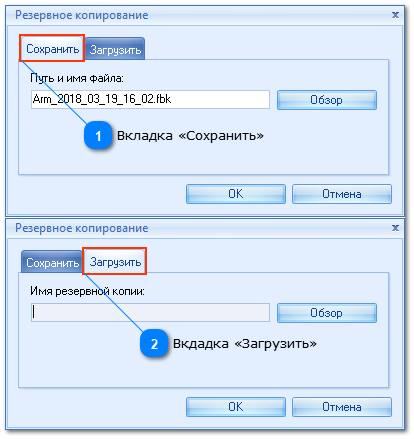 Резервное копирование x
Сохранить Загрузить
Путь и имя файла:
Arm_2018_03_19_16_02.fbk Обзор
1 Вкладка «Сохранить»
OK Отмена
Резервное копирование x
Сохранить Загрузить
Имя резервной копии:
Обзор
2 Вкдадка «Загрузить»
OK Отмена